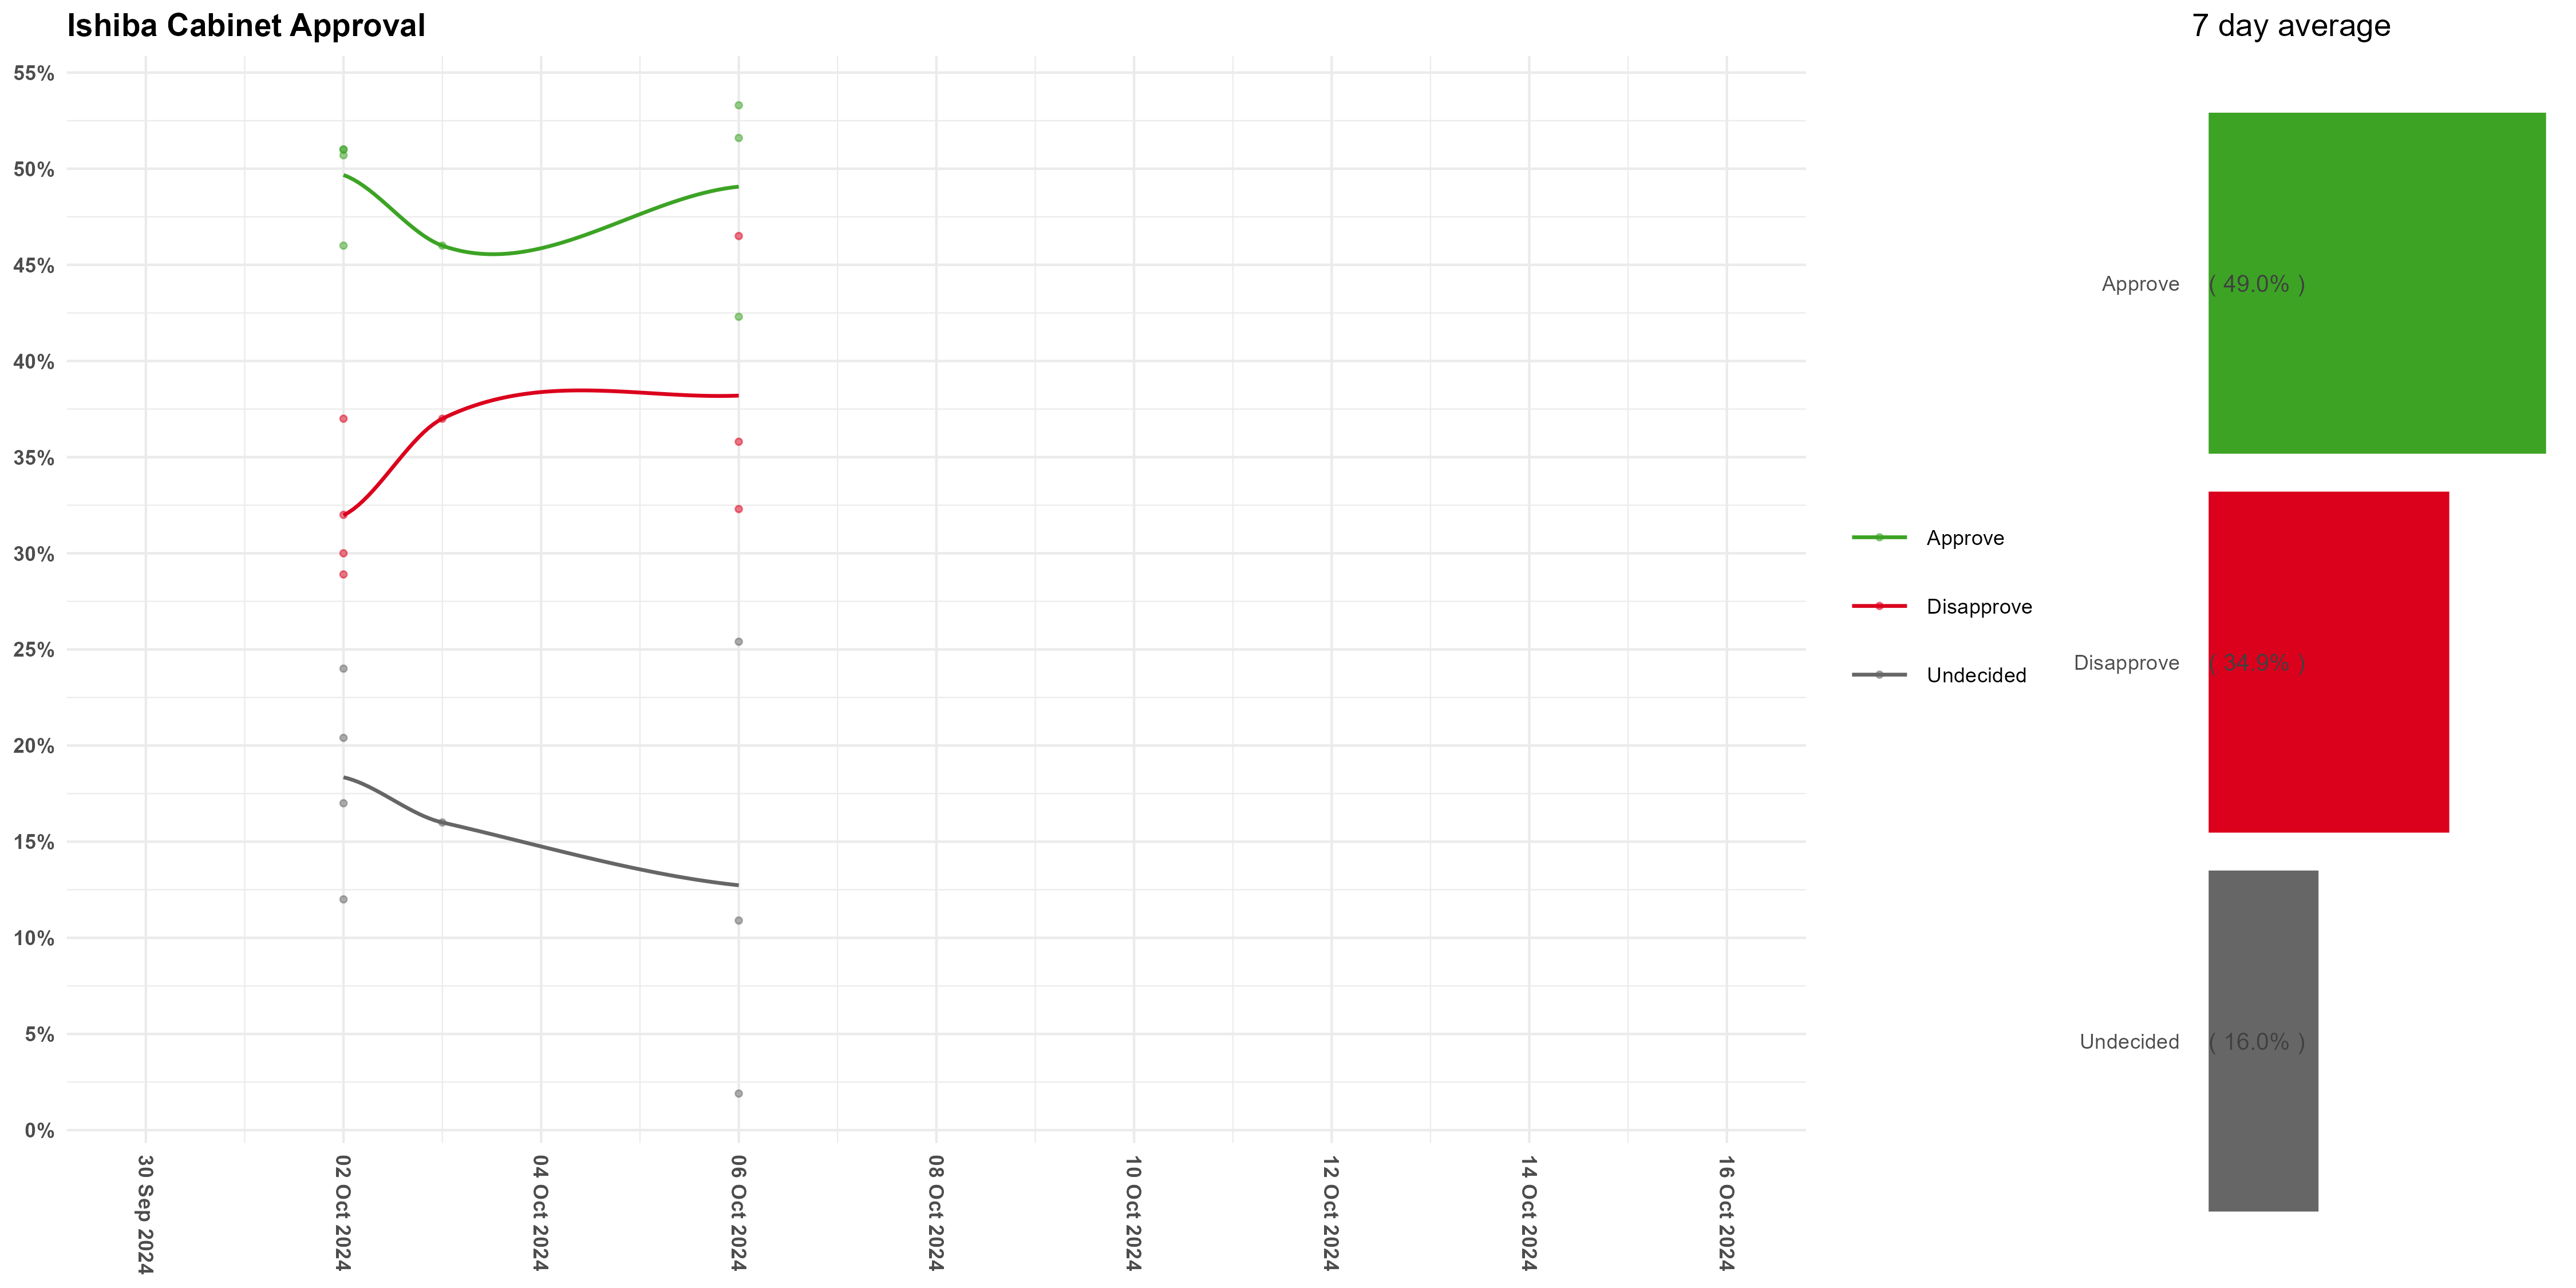 Ishiba Cabinet Approval
55%
50%
45%
40%
35%
30%
25%
20%
15%
10%
5%
0%
30 Sep 2024
02 Oct 2024
04 Oct 2024
06 Oct 2024
08 Oct 2024
10 Oct 2024
12 Oct 2024
14 Oct 2024
16 Oct 2024
Approve
Disapprove
Undecided
7 day average
Approve ( 49.0% )
Disapprove ( 34.9% )
Undecided ( 16.0% )